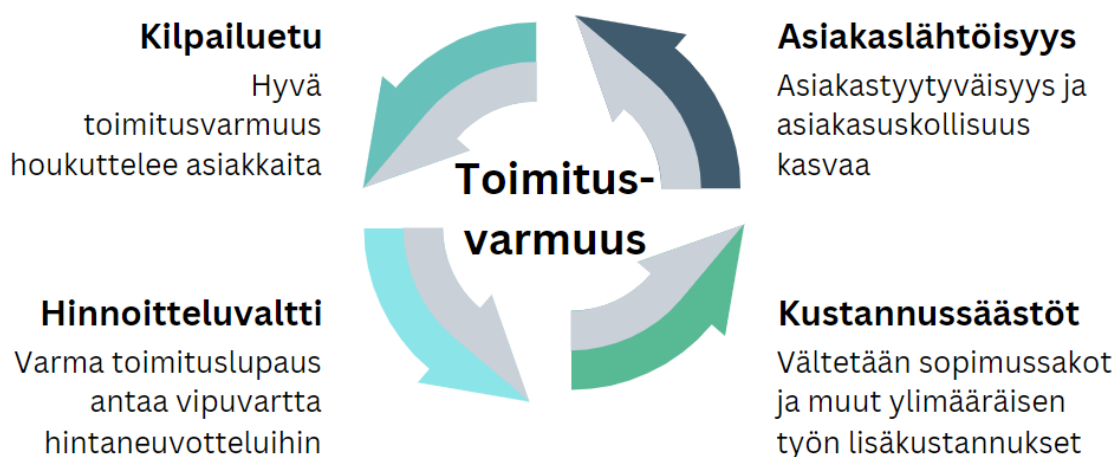 Kilpailuetu
Hyvä
toimitusvarmuus
houkuttelee asiakkaita
Asiakaslähtöisyys
Asiakastyytyväisyys ja
asiakasuskollisuus
kasvaa
Toimitus-
varmuus
Hinnoitteluvaltti
Varma toimituslupaus
antaa vipuvartta
hintaneuvotteluihin
Kustannussäästöt
Vältetään sopimussakot
ja muut ylimääräisen
työn lisäkustannukset